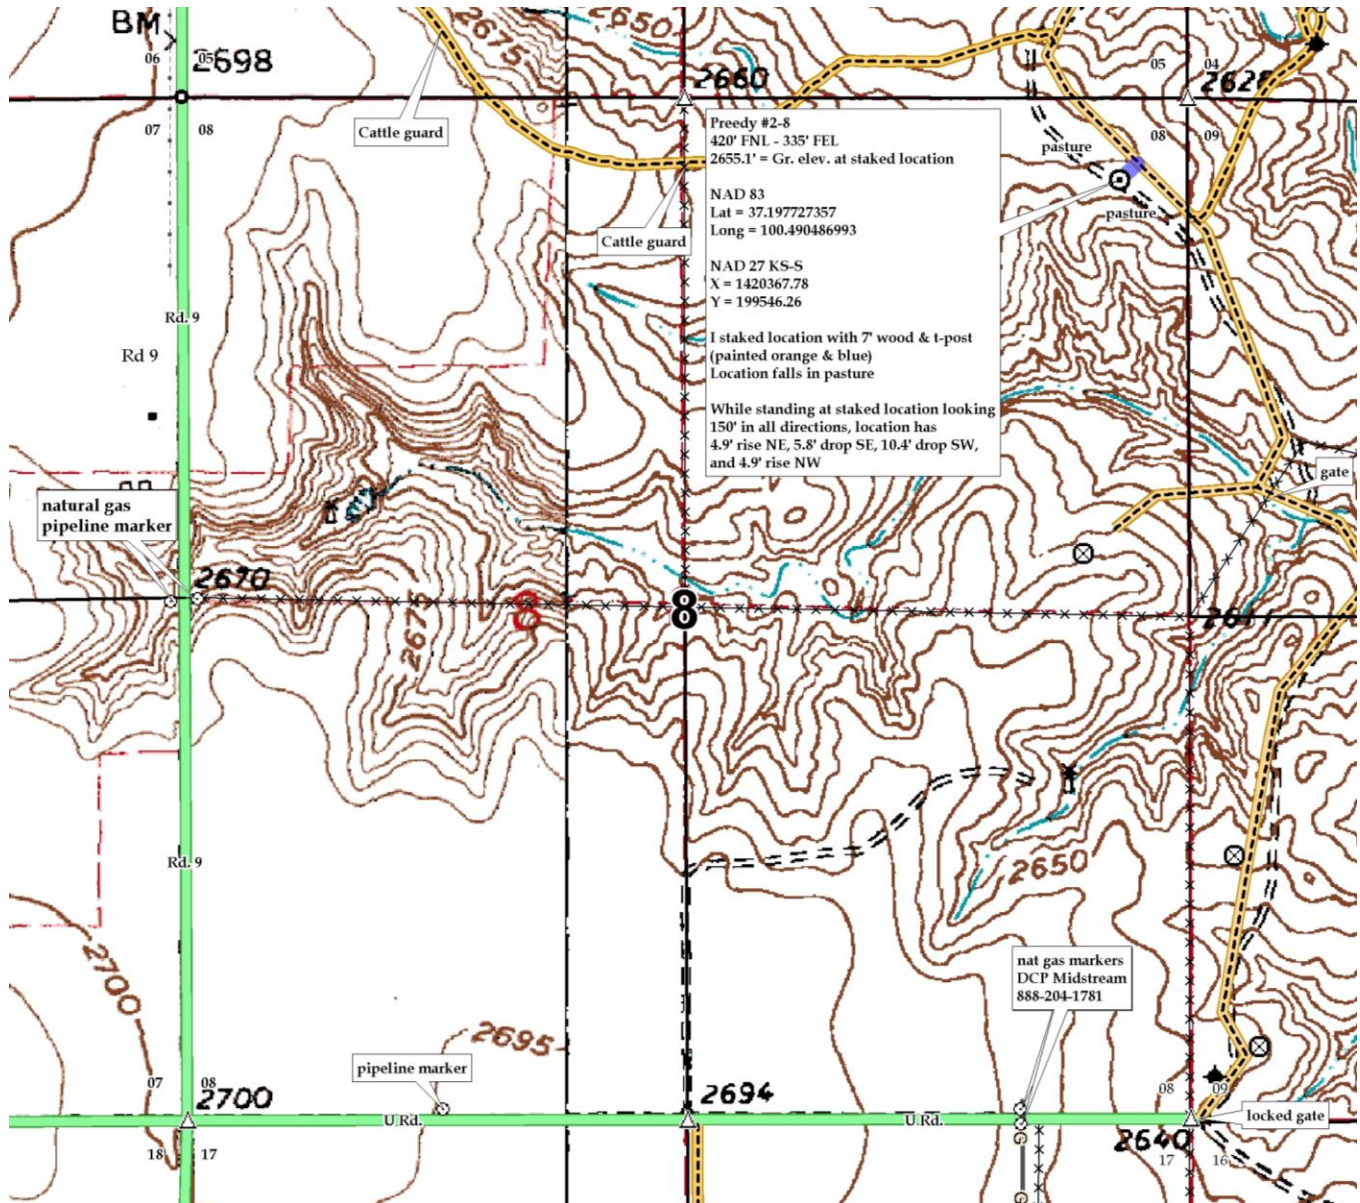 BM
2698
06 05
2675
2650
2660
05 04
2628
07 08
Cattle guard
08 09
Preedy #2-8
420' FNL - 335' FEL
2655.1' = Gr. elev. at staked location
NAD 83
Lat = 37.197727357
Long = 100.490486993
NAD 27 KS-S
X = 1420367.78
Y = 199546.26
I staked location with 7' wood & t-post
(painted orange & blue)
Location falls in pasture
While standing at staked location looking
150' in all directions, location has
4.9' rise NE, 5.8' drop SE, 10.4' drop SW,
and 4.9' rise NW
pasture
pasture
Cattle guard
Rd. 9
Rd 9
gate
natural gas
pipeline marker
2670
2675
8
Rd. 9
2650
2700
nat gas markers
DCP Midstream
888-204-1781
2695
pipeline marker
07 08
2700
2694
08 09
locked gate
U Rd.
U Rd.
2640
18 17
17 16
G
G